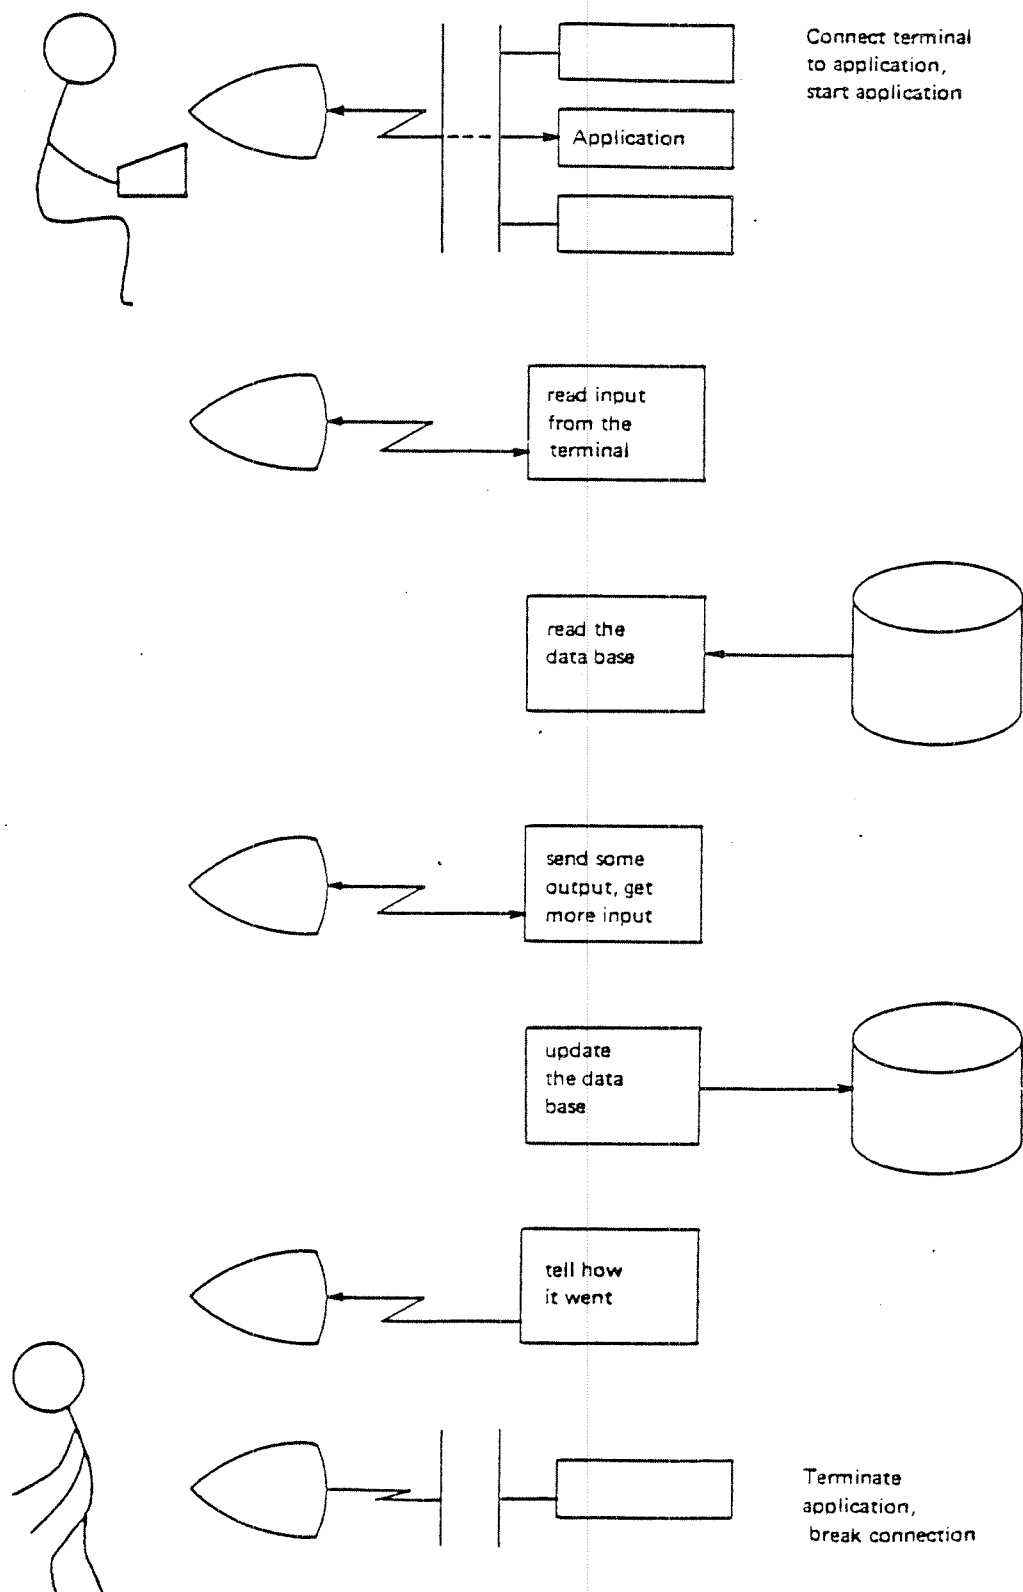 Connect terminal
to application,
start application
Application
read input
from the
terminal
read the
data base
send some
output, get
more input
update
the data
base
tell how
it went
Terminate
application,
break connection